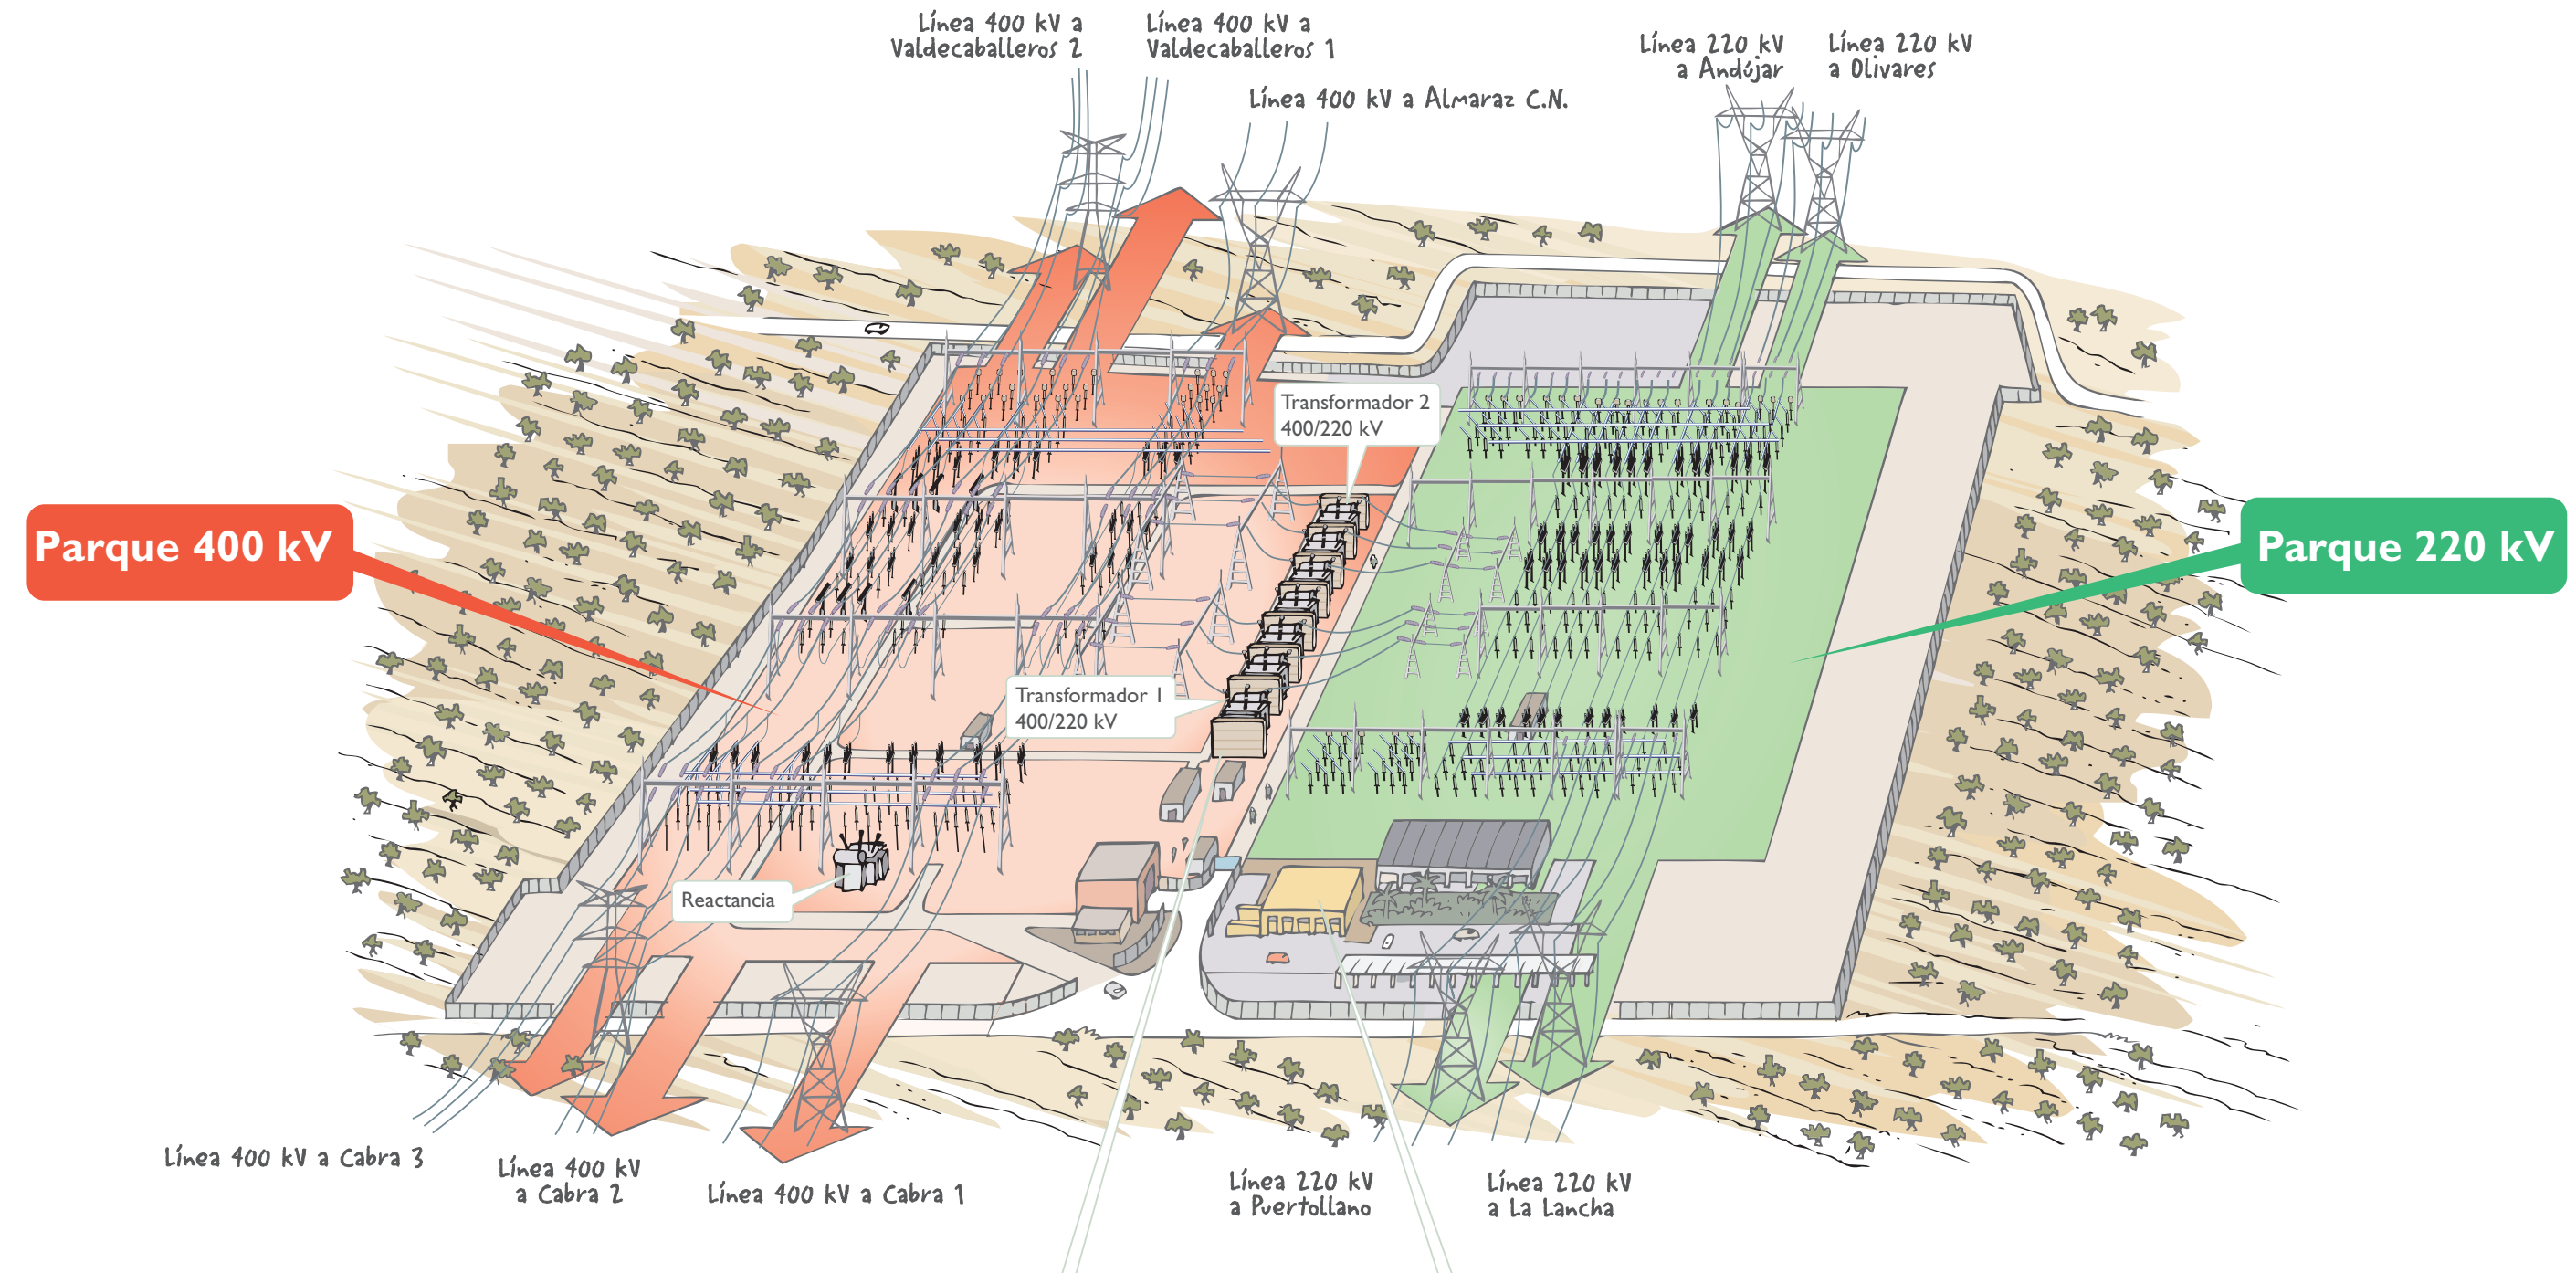 Línea 400 kV a
Valdecaballeros 2
Línea 400 kV a
Valdecaballeros 1
Línea 400 kV a Almaraz C.N.
Línea 220 kV
a Andújar
Línea 220 kV
a Olivares
Transformador 2
400/220 kV
Parque 400 kV
Parque 220 kV
Transformador 1
400/220 kV
Reactancia
Línea 400 kV a Cabra 3
Línea 400 kV
a Cabra 2
Línea 400 kV a Cabra 1
Línea 220 kV
a Puertollano
Línea 220 kV
a La Lancha